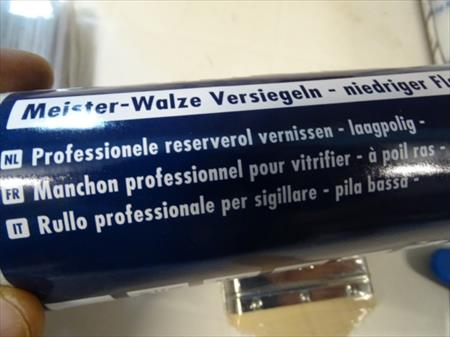 Meister-Walze Versiegeln - niedriger Fl
NL Professionele reserverol vernissen - laagpolig -
FR Manchon professionnel pour vitrifier - à poil ras -
IT Rullo professionale per sigillare - pila bassa -